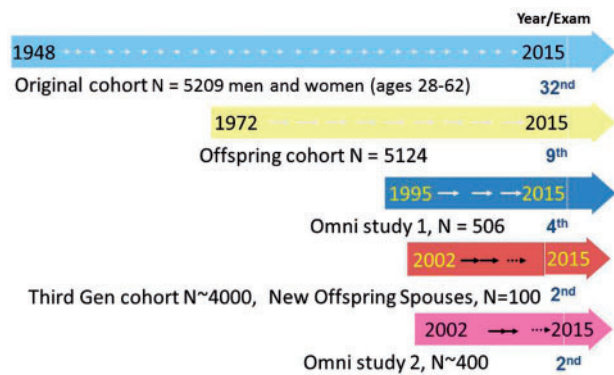 Year/Exam
1948 2015
Original cohort N = 5209 men and women (ages 28-62) 32nd
1972 2015
Offspring cohort N = 5124 9th
1995 2015
Omni study 1, N = 506 4th
2002 2015
Third Gen cohort N~4000, New Offspring Spouses, N=100 2nd
2002 2015
Omni study 2, N~400 2nd